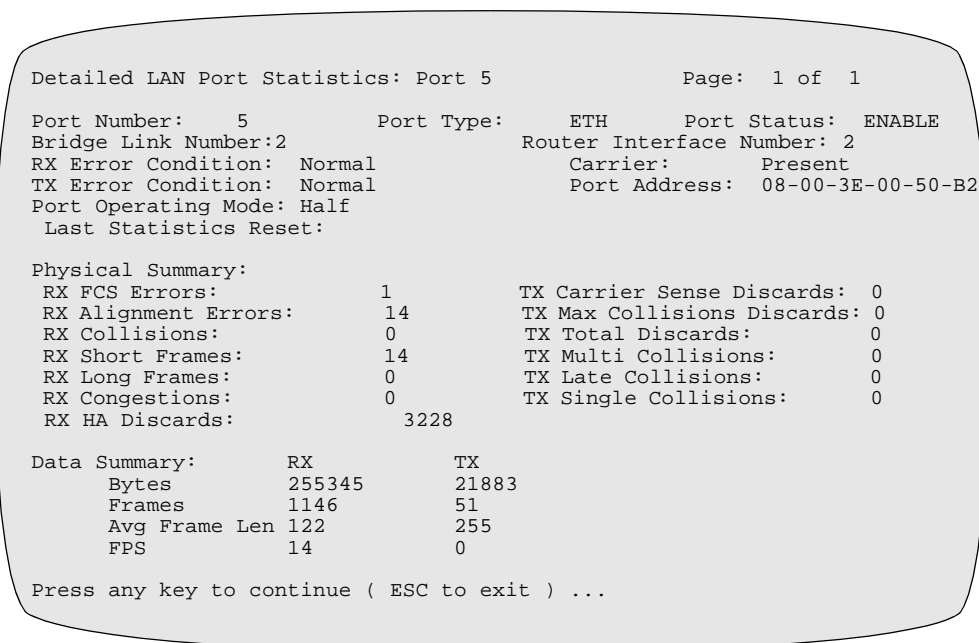 Detailed LAN Port Statistics: Port 5 Page: 1 of 1
Port Number: 5 Port Type: ETH Port Status: ENABLE
Bridge Link Number:2 Router Interface Number: 2
RX Error Condition: Normal Carrier: Present
TX Error Condition: Normal Port Address: 08-00-3E-00-50-B2
Port Operating Mode: Half
Last Statistics Reset:
Physical Summary:
RX FCS Errors: 1 TX Carrier Sense Discards: 0
RX Alignment Errors: 14 TX Max Collisions Discards: 0
RX Collisions: 0 TX Total Discards: 0
RX Short Frames: 14 TX Multi Collisions: 0
RX Long Frames: 0 TX Late Collisions: 0
RX Congestions: 0 TX Single Collisions: 0
RX HA Discards: 3228
Data Summary: RX TX
Bytes 255345 21883
Frames 1146 51
Avg Frame Len 122 255
FPS 14 0
Press any key to continue ( ESC to exit ) ...